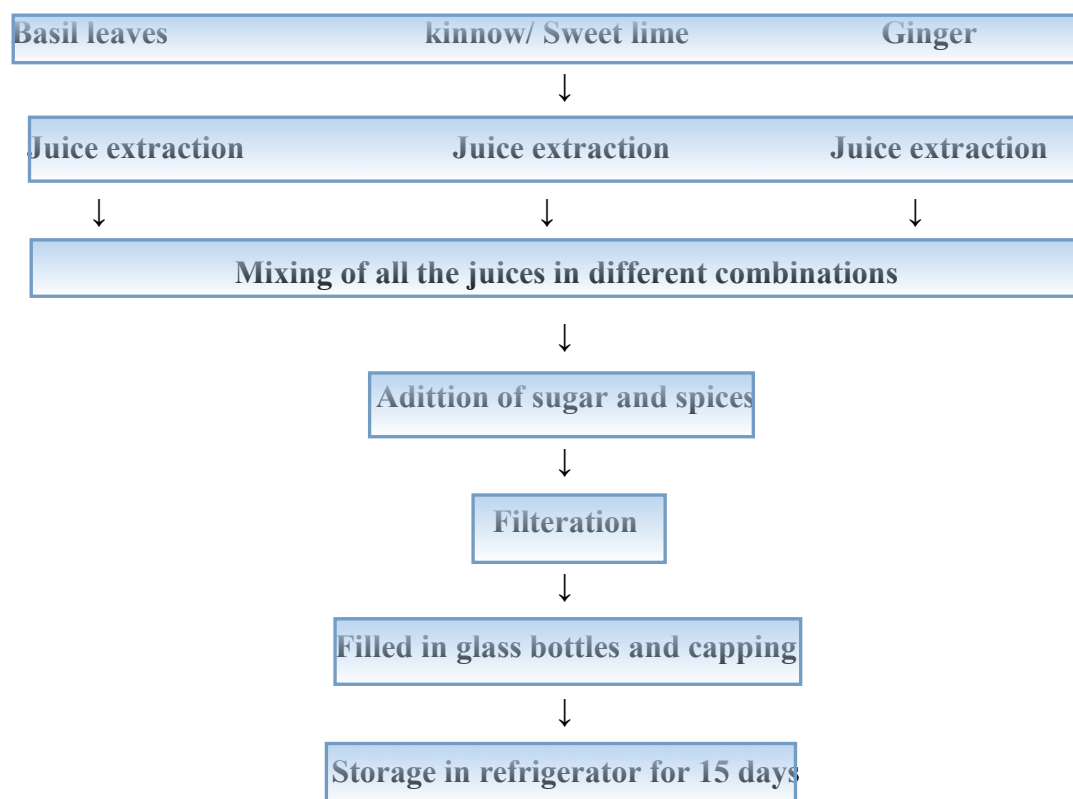 Basil leaves kinnow/ Sweet lime Ginger
↓
Juice extraction Juice extraction Juice extraction
↓ ↓ ↓
Mixing of all the juices in different combinations
↓
Adittion of sugar and spices
↓
Filteration
↓
Filled in glass bottles and capping
↓
Storage in refrigerator for 15 days